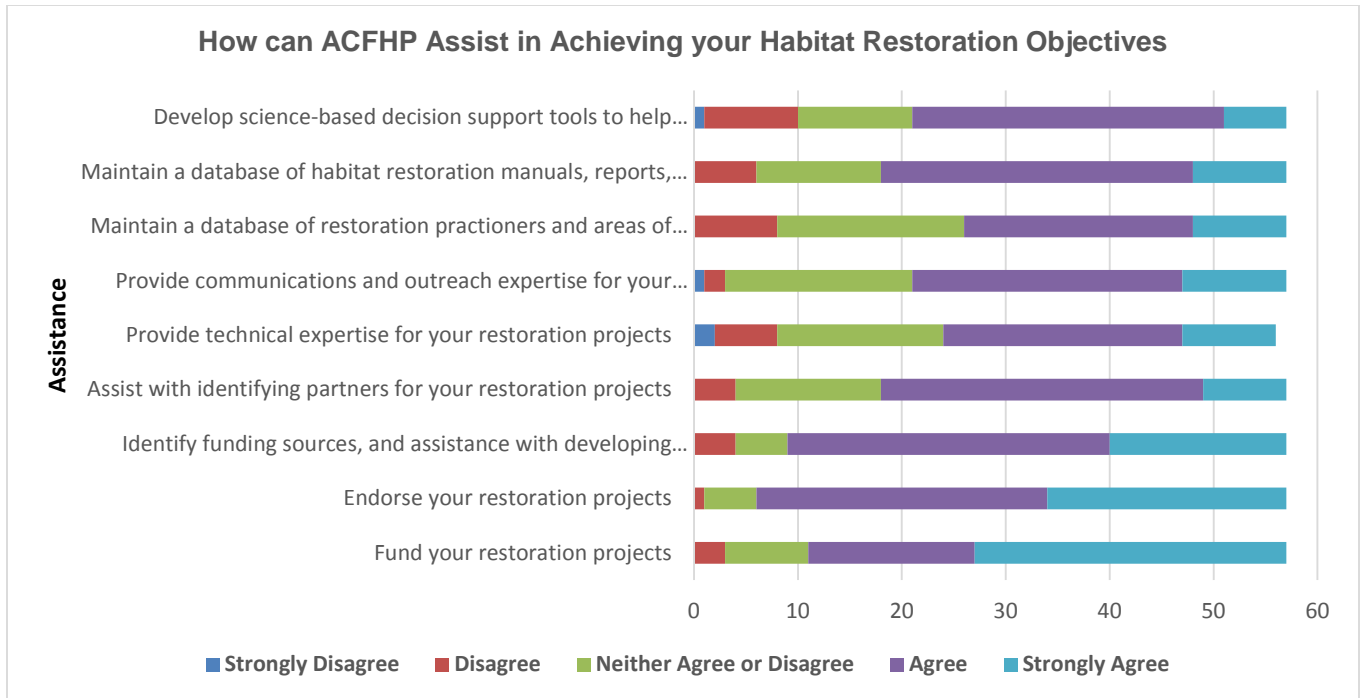 How can ACFHP Assist in Achieving your Habitat Restoration Objectives
Assistance
Develop science-based decision support tools to help...
Maintain a database of habitat restoration manuals, reports,...
Maintain a database of restoration practioners and areas of...
Provide communications and outreach expertise for your...
Provide technical expertise for your restoration projects
Assist with identifying partners for your restoration projects
Identify funding sources, and assistance with developing...
Endorse your restoration projects
Fund your restoration projects
0 10 20 30 40 50 60
Strongly Disagree Disagree Neither Agree or Disagree Agree Strongly Agree